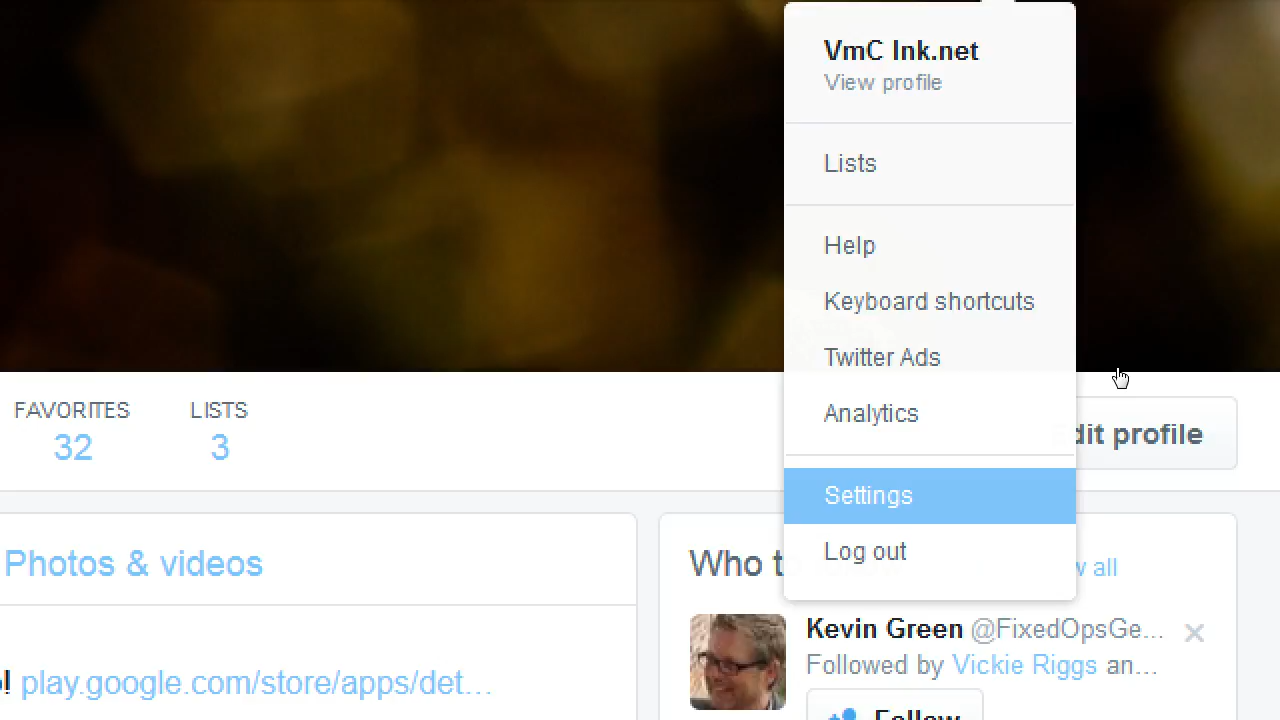 VmC Ink.net
View profile
Lists
Help
Keyboard shortcuts
Twitter Ads
Analytics
Settings
Log out
FAVORITES
32
LISTS
3
dit profile
Photos & videos
! play.google.com/store/apps/det...
Who t
w all
Kevin Green @FixedOpsGe...
Followed by Vickie Riggs an...
Follow